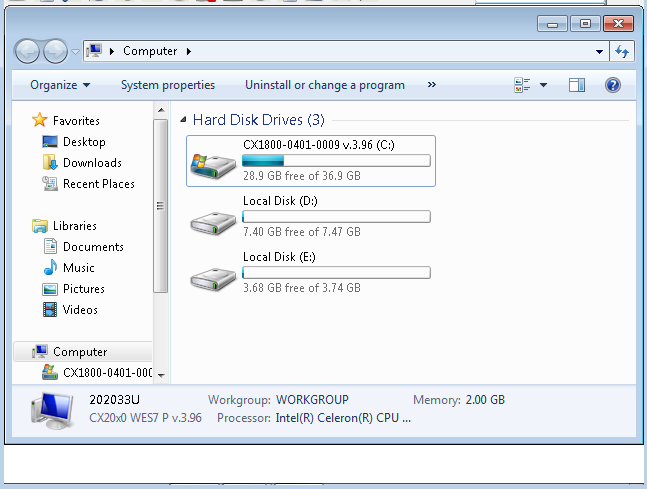 Computer
Organize
System properties
Uninstall or change a program
»
Favorites
Desktop
Downloads
Recent Places
Libraries
Documents
Music
Pictures
Videos
Computer
CX1800-0401-000
Hard Disk Drives (3)
CX1800-0401-0009 v.3.96 (C:)
28.9 GB free of 36.9 GB
Local Disk (D:)
7.40 GB free of 7.47 GB
Local Disk (E:)
3.68 GB free of 3.74 GB
202033U Workgroup: WORKGROUP Memory: 2.00 GB
CX20x0 WES7 P v.3.96 Processor: Intel(R) Celeron(R) CPU ...